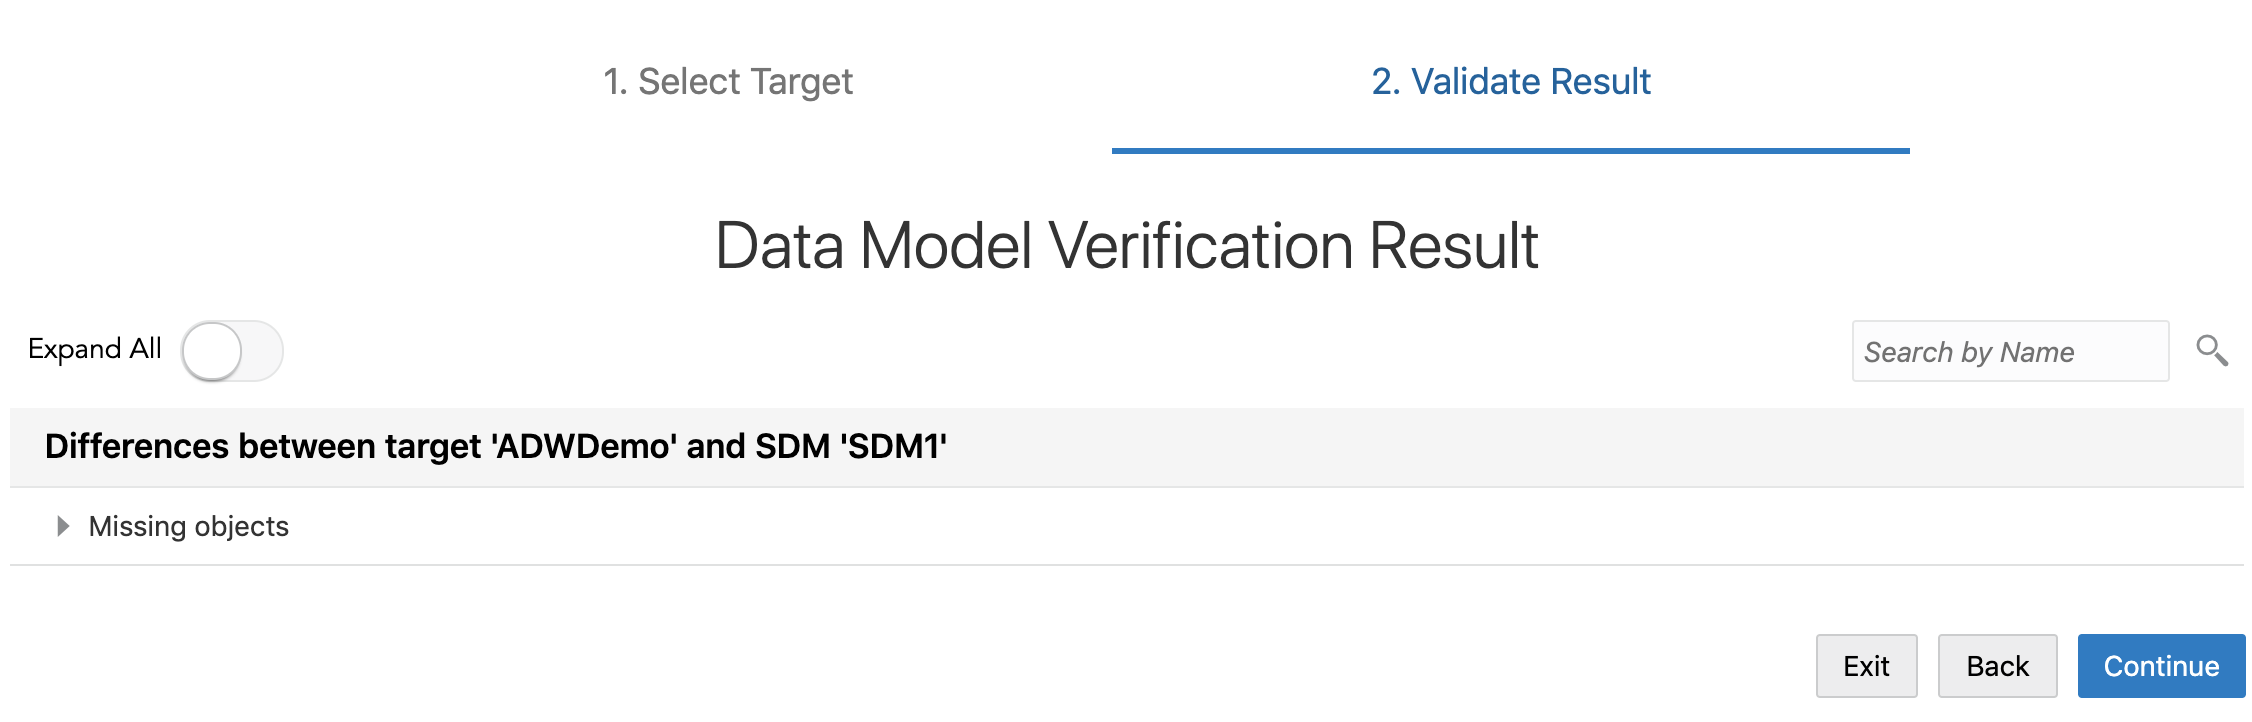 1. Select Target
2. Validate Result
Data Model Verification Result
Expand All
Search by Name
Differences between target 'ADWDemo' and SDM 'SDM1'
Missing objects
Exit
Back
Continue